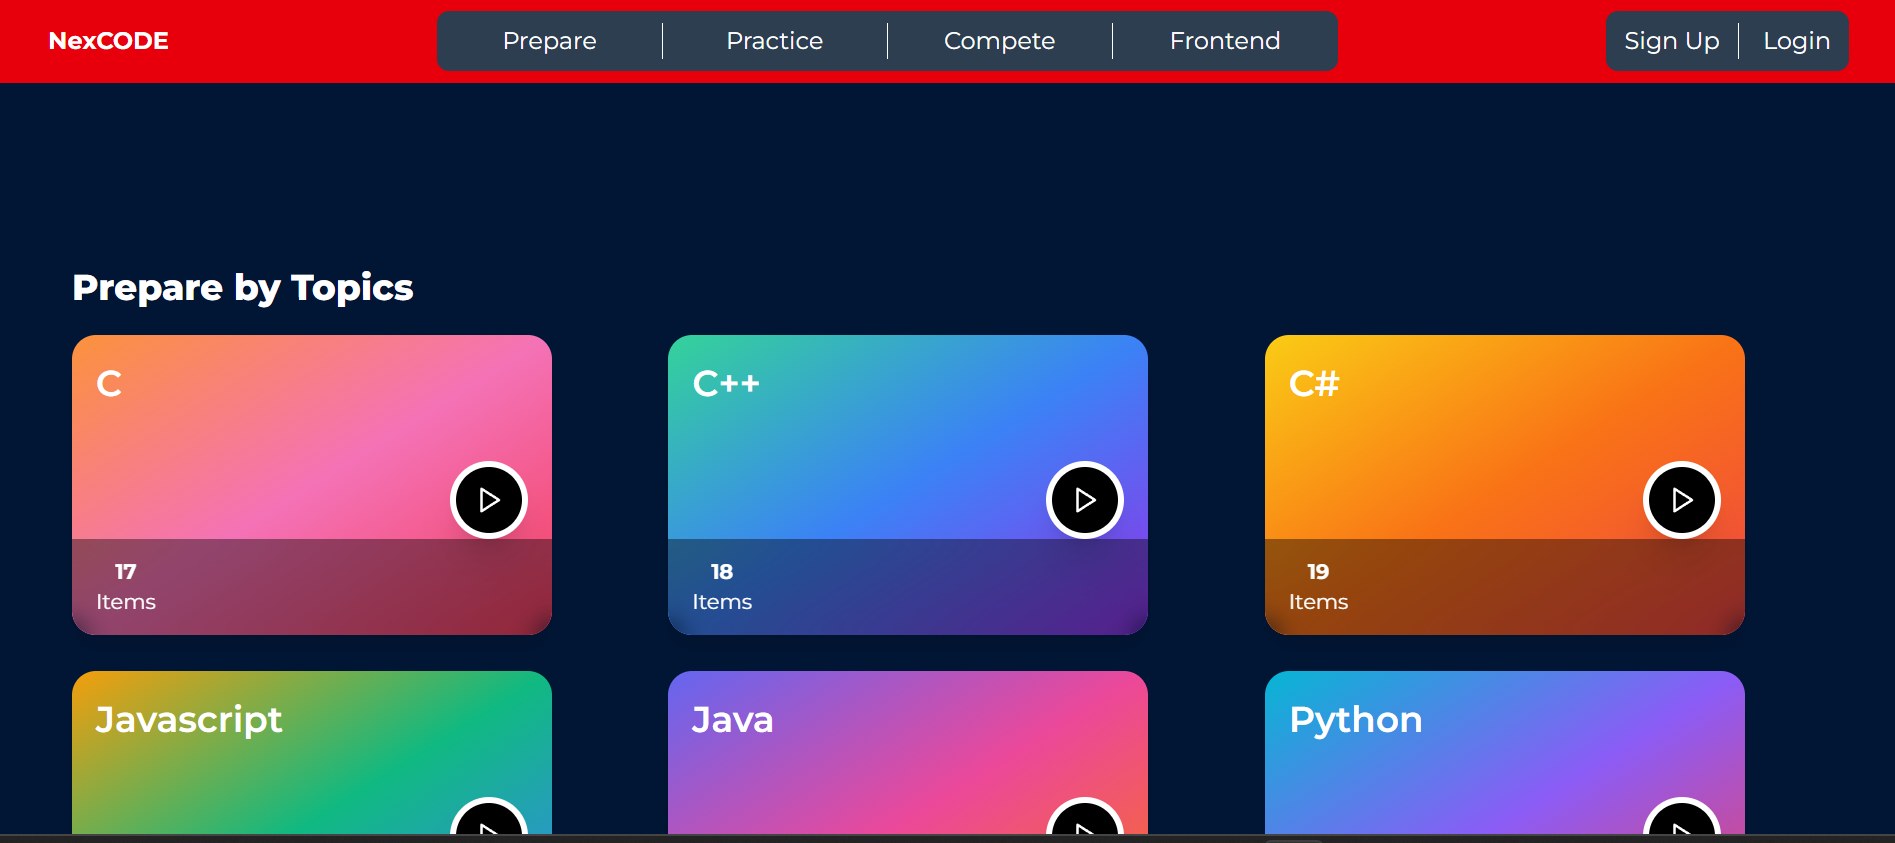 NexCODE Prepare Practice Compete Frontend Sign Up Login
Prepare by Topics
C C++ C#
17 18 19
Items Items Items
Javascript Java Python